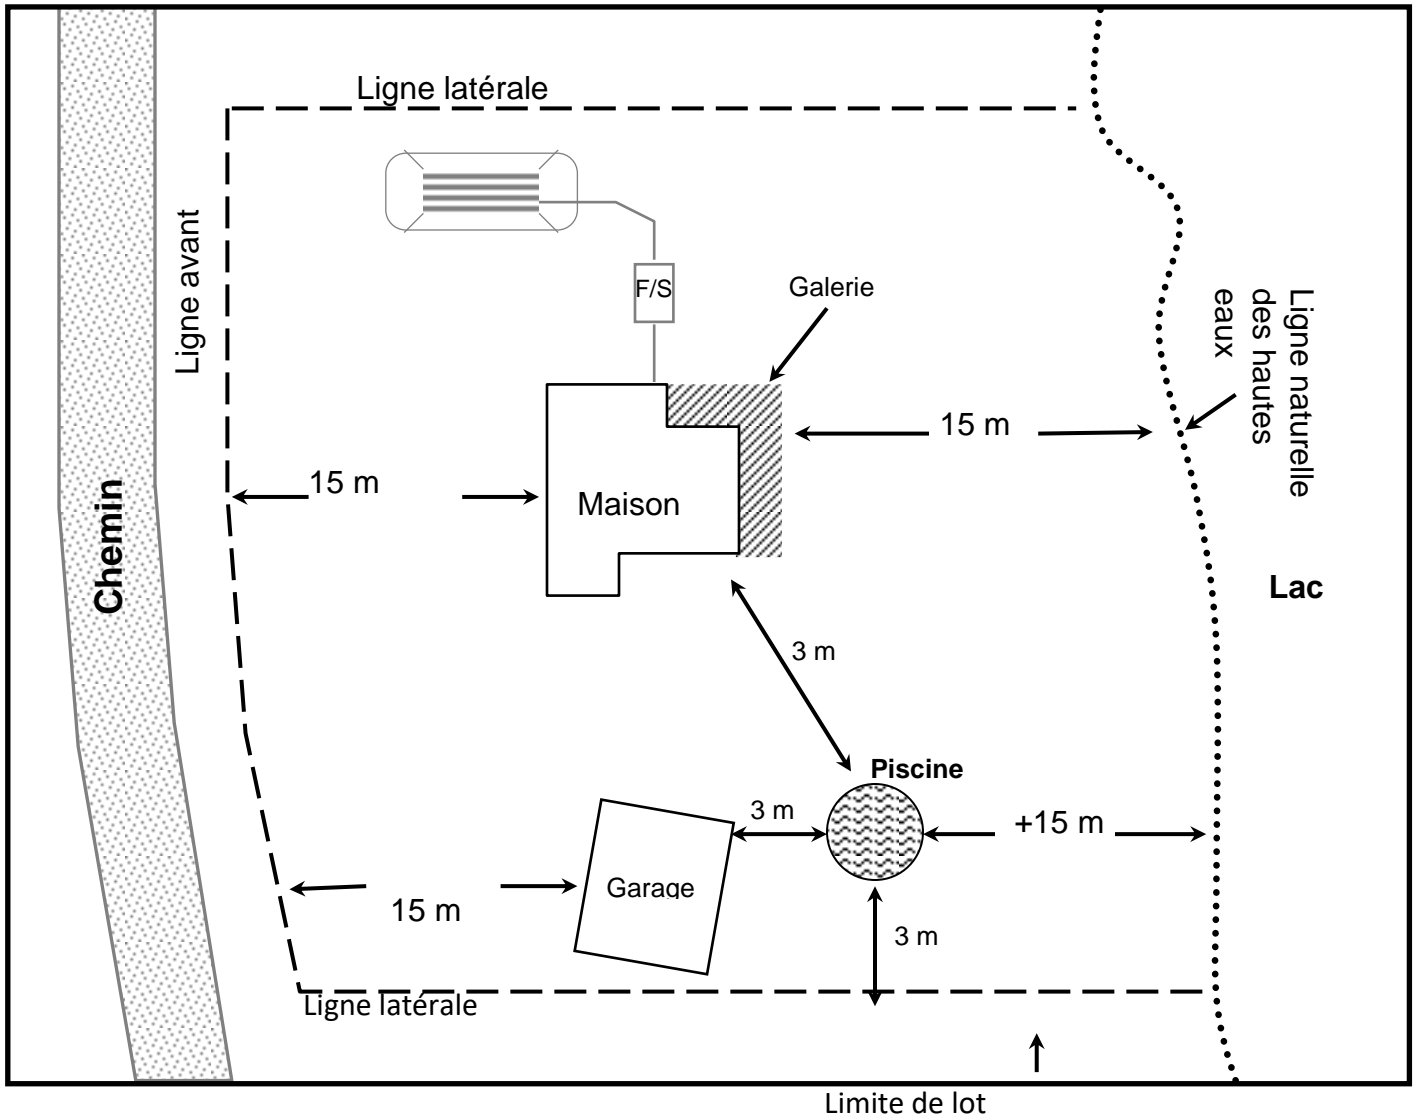 Ligne latérale
Ligne avant
F/S
Galerie
Ligne naturelle
des hautes
eaux
15 m
15 m
Maison
Chemin
Lac
3 m
Piscine
3 m
+15 m
Garage
15 m
3 m
Ligne latérale
Limite de lot